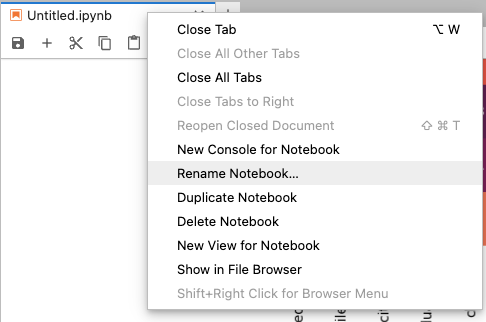 Untitled.ipynb
Close Tab ⌥ W
Close All Other Tabs
Close All Tabs
Close Tabs to Right
Reopen Closed Document ⇧ ⌘ T
New Console for Notebook
Rename Notebook...
Duplicate Notebook
Delete Notebook
New View for Notebook
Show in File Browser
Shift+Right Click for Browser Menu